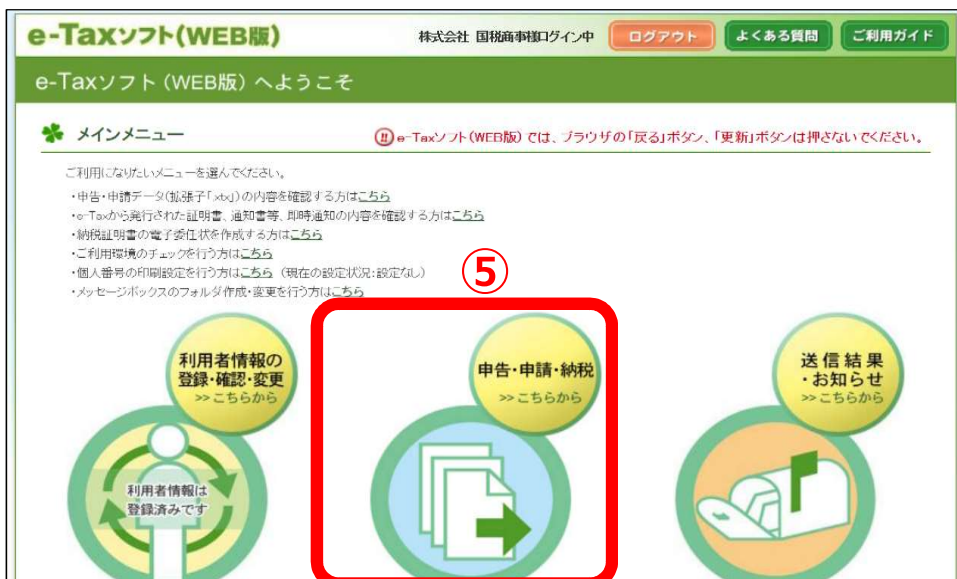 e-Taxソフト(WEB版)
株式会社 国税商事様ログイン中
ログアウト
よくある質問
ご利用ガイド
e-Taxソフト(WEB版)へようこそ
メインメニュー
!! e-Taxソフト(WEB版)では、ブラウザの「戻る」ボタン、「更新」ボタンは押さないでください。
ご利用になりたいメニューを選んでください。
・申告・申請データ(拡張子「.xtx」)の内容を確認する方はこちら
・e-Taxから発行された証明書、通知書等、即時通知の内容を確認する方はこちら
・納税証明書の電子委任状を作成する方はこちら
・ご利用環境のチェックを行う方はこちら
・個人番号の印刷設定を行う方はこちら (現在の設定状況:設定なし)
・メッセージボックスのフォルダ作成・変更を行う方はこちら
⑤
利用者情報の
登録・確認・変更
>>こちらから
利用者情報は
登録済みです
申告・申請・納税
>>こちらから
送信結果
・お知らせ
>>こちらから